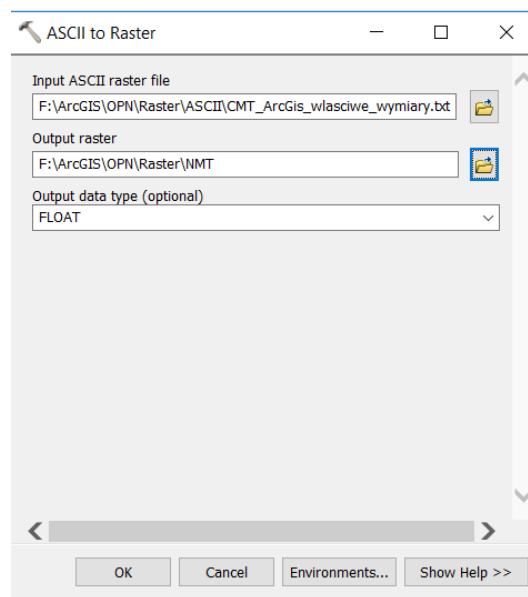 ASCII to Raster
Input ASCII raster file
F:\ArcGIS\OPN\Raster\ASCII\CMT_ArcGis_wlasciwe_wymiary.txt
Output raster
F:\ArcGIS\OPN\Raster\NMT
Output data type (optional)
FLOAT
OK Cancel Environments... Show Help >>